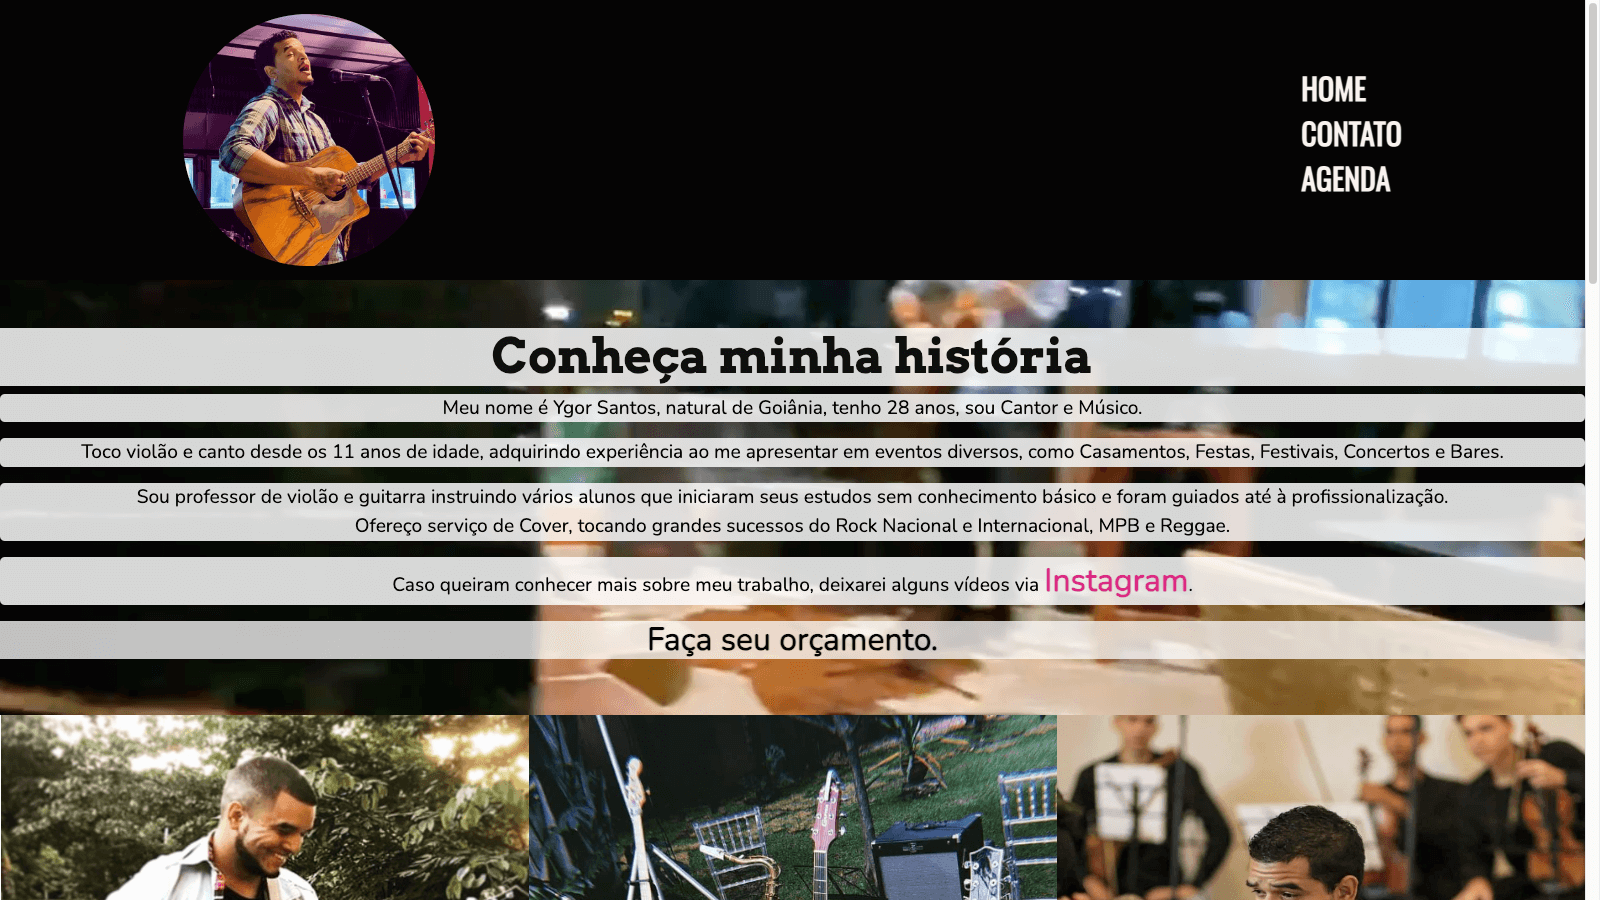 HOME
CONTATO
AGENDA
Conheça minha história
Meu nome é Ygor Santos, natural de Goiânia, tenho 28 anos, sou Cantor e Músico.
Toco violão e canto desde os 11 anos de idade, adquirindo experiência ao me apresentar em eventos diversos, como Casamentos, Festas, Festivais, Concertos e Bares.
Sou professor de violão e guitarra instruindo vários alunos que iniciaram seus estudos sem conhecimento básico e foram guiados até à profissionalização.
Ofereço serviço de Cover, tocando grandes sucessos do Rock Nacional e Internacional, MPB e Reggae.
Caso queiram conhecer mais sobre meu trabalho, deixarei alguns vídeos via Instagram.
Faça seu orçamento.